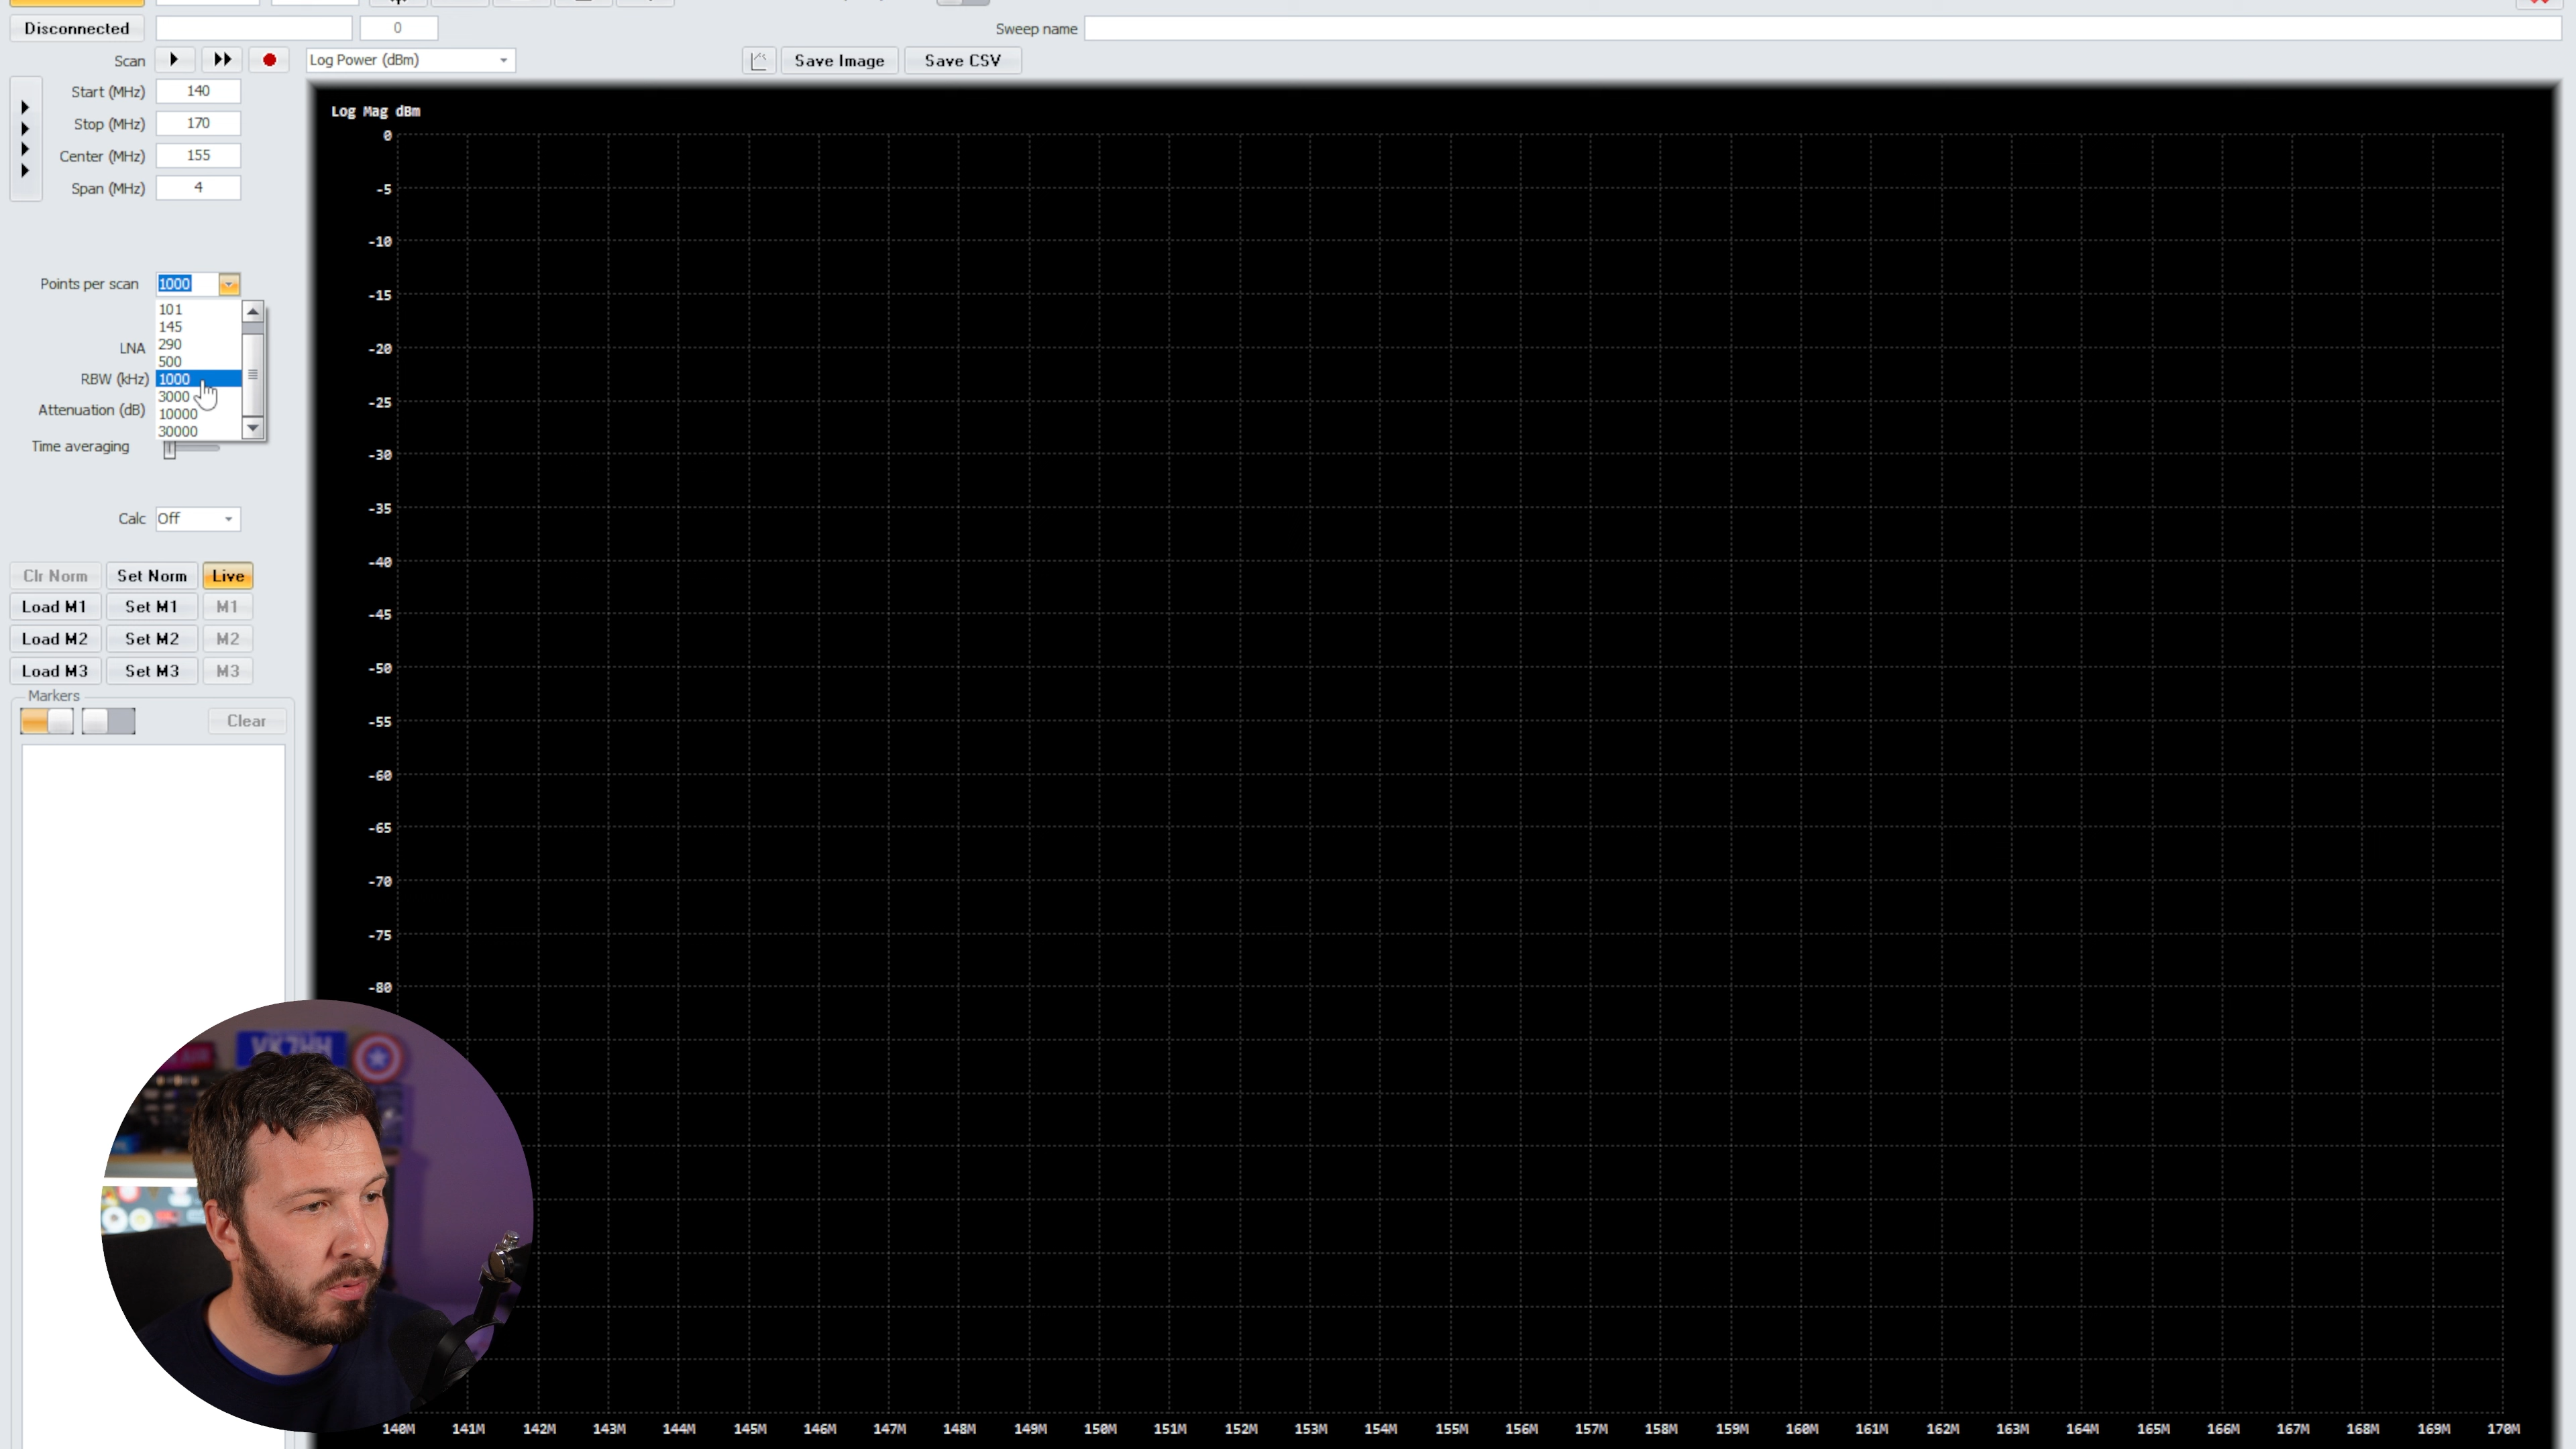 Disconnected
0
Sweep name
Scan
Log Power (dBm)
Save Image
Save CSV
Start (MHz) 140
Stop (MHz) 170
Center (MHz) 155
Span (MHz) 4
Points per scan 1000
101
145
290
500
1000
3000
10000
30000
LNA
RBW (kHz)
Attenuation (dB)
Time averaging
Calc Off
Clr Norm Set Norm Live
Load M1 Set M1 M1
Load M2 Set M2 M2
Load M3 Set M3 M3
Markers
Clear
Log Mag dBm
0
-5
-10
-15
-20
-25
-30
-35
-40
-45
-50
-55
-60
-65
-70
-75
-80
VK7HH
140M 141M 142M 143M 144M 145M 146M 147M 148M 149M 150M 151M 152M 153M 154M 155M 156M 157M 158M 159M 160M 161M 162M 163M 164M 165M 166M 167M 168M 169M 170M